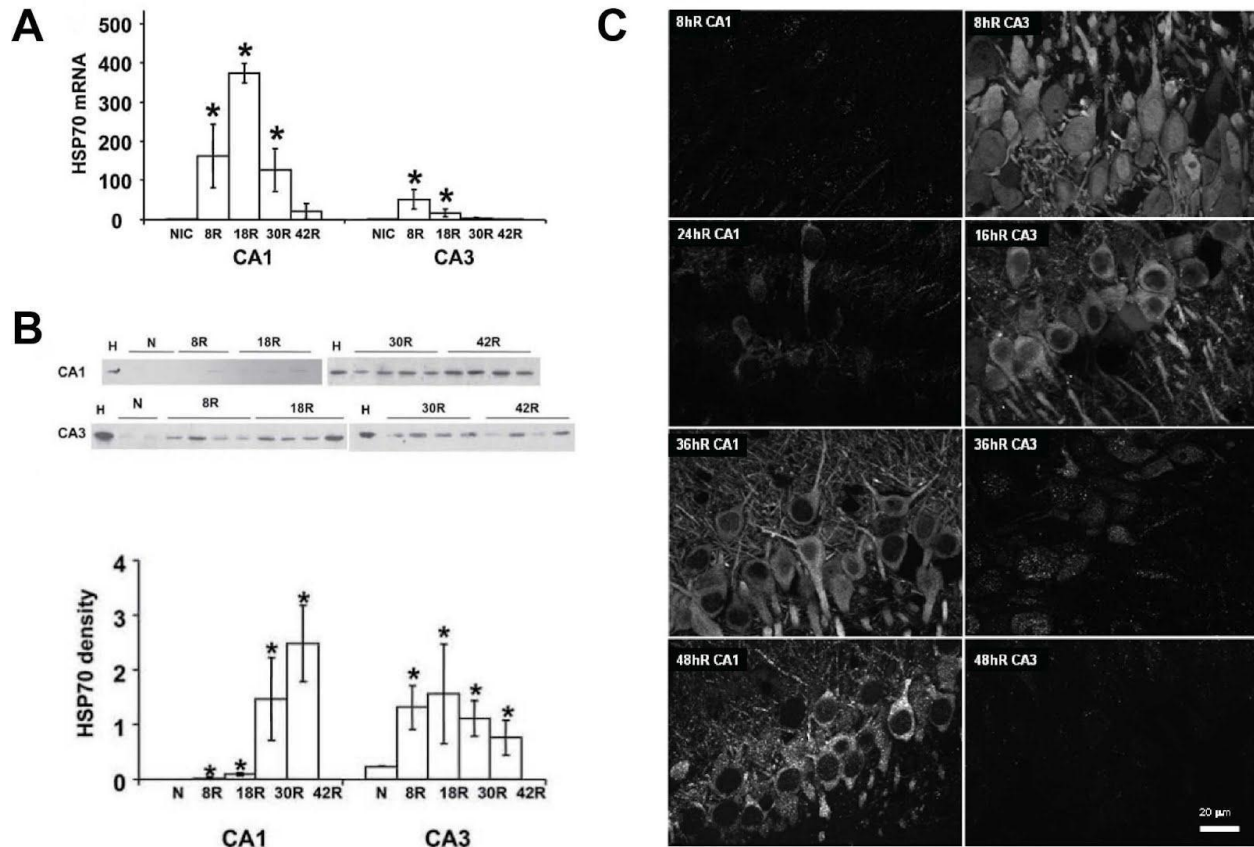 A
HSP70 mRNA
500
400
300
200
100
0
* * *
* *
NIC 8R 18R 30R 42R NIC 8R 18R 30R 42R
CA1 CA3
B
H N 8R 18R 30R 42R
CA1
H N 8R 18R H 30R 42R
CA3
HSP70 density
4
3
2
1
0
* * * *
* * * *
N 8R 18R 30R 42R N 8R 18R 30R 42R
CA1 CA3
C
8hR CA1
8hR CA3
24hR CA1
16hR CA3
36hR CA1
36hR CA3
48hR CA1
48hR CA3
20 µm